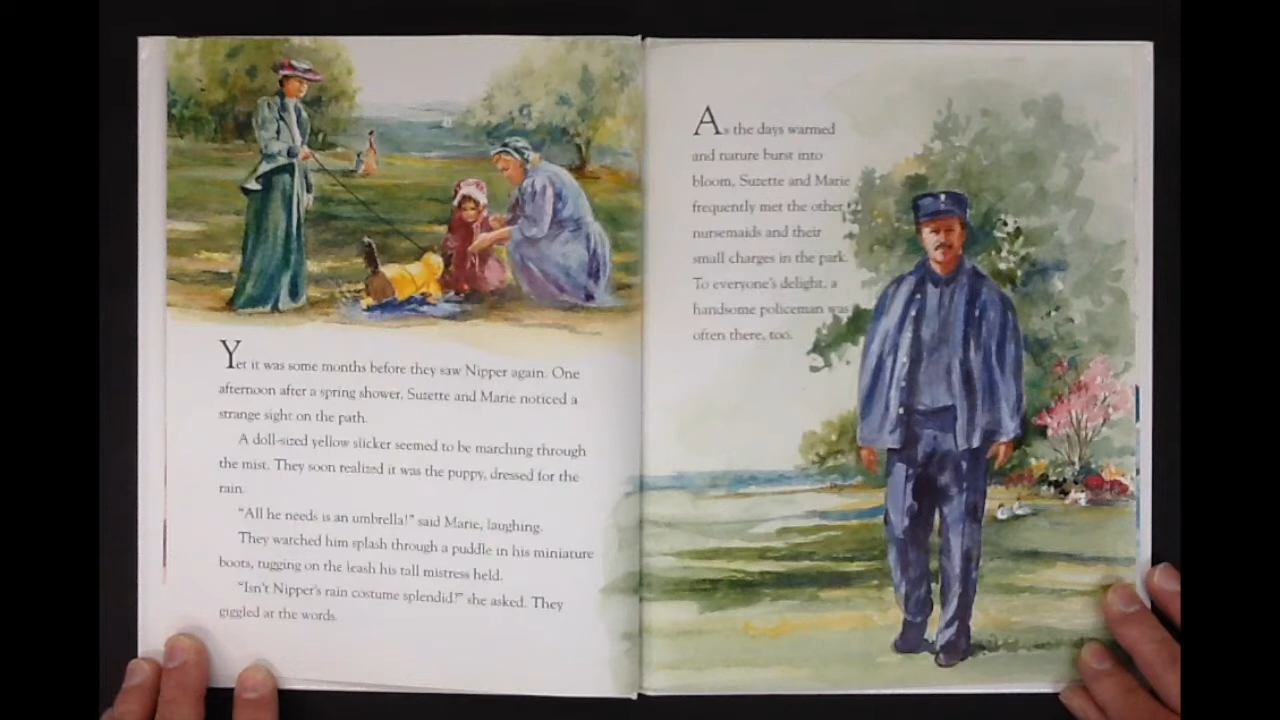 Yet it was some months before they saw Nipper again. One
afternoon after a spring shower, Suzette and Marie noticed a
strange sight on the path.
A doll-sized yellow slicker seemed to be marching through
the mist. They soon realized it was the puppy, dressed for the
rain.
“All he needs is an umbrella!” said Marie, laughing.
They watched him splash through a puddle in his miniature
boots, tugging on the leash his tall mistress held.
“Isn't Nipper's rain costume splendid!” she asked. They
giggled at the words.
As the days warmed
and nature burst into
bloom, Suzette and Marie
frequently met the other
nursemaids and their
small charges in the park.
To everyone's delight, a
handsome policeman was
often there, too.